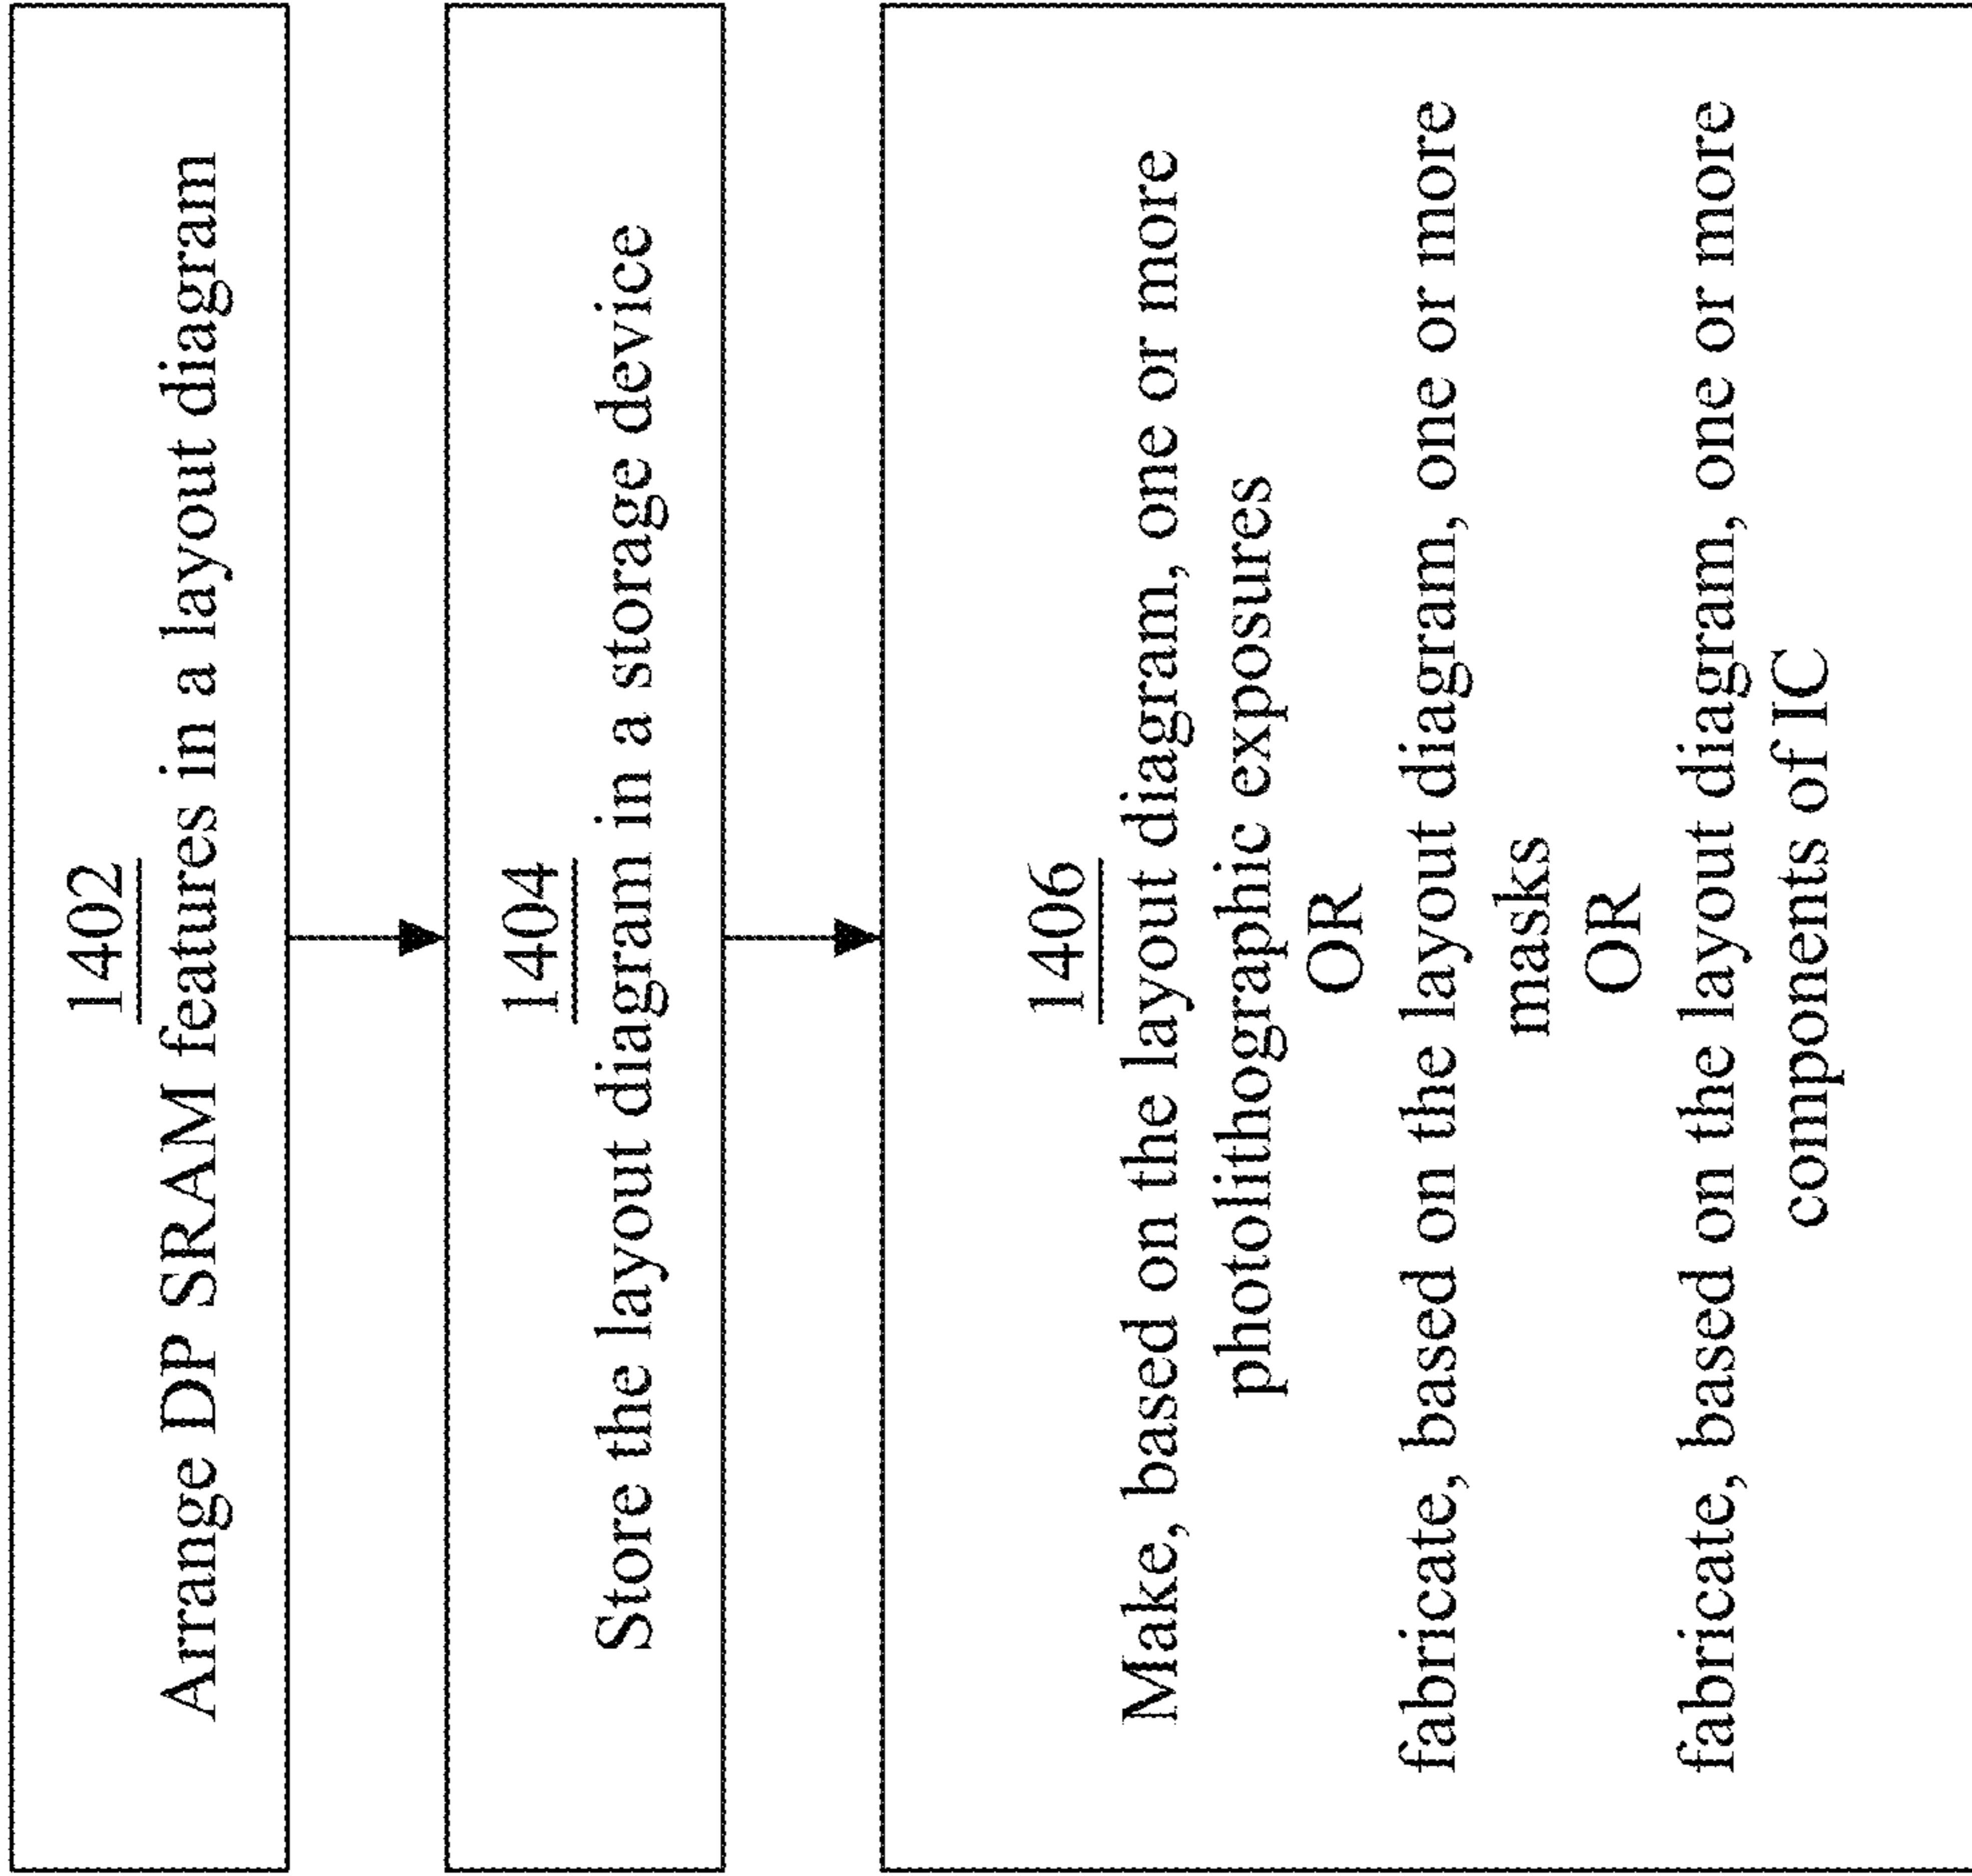 1402
Arrange DP SRAM features in a layout diagram
1404
Store the layout diagram in a storage device
1406
Make, based on the layout diagram, one or more
photolithographic exposures
OR
fabricate, based on the layout diagram, one or more
masks
OR
fabricate, based on the layout diagram, one or more
components of IC